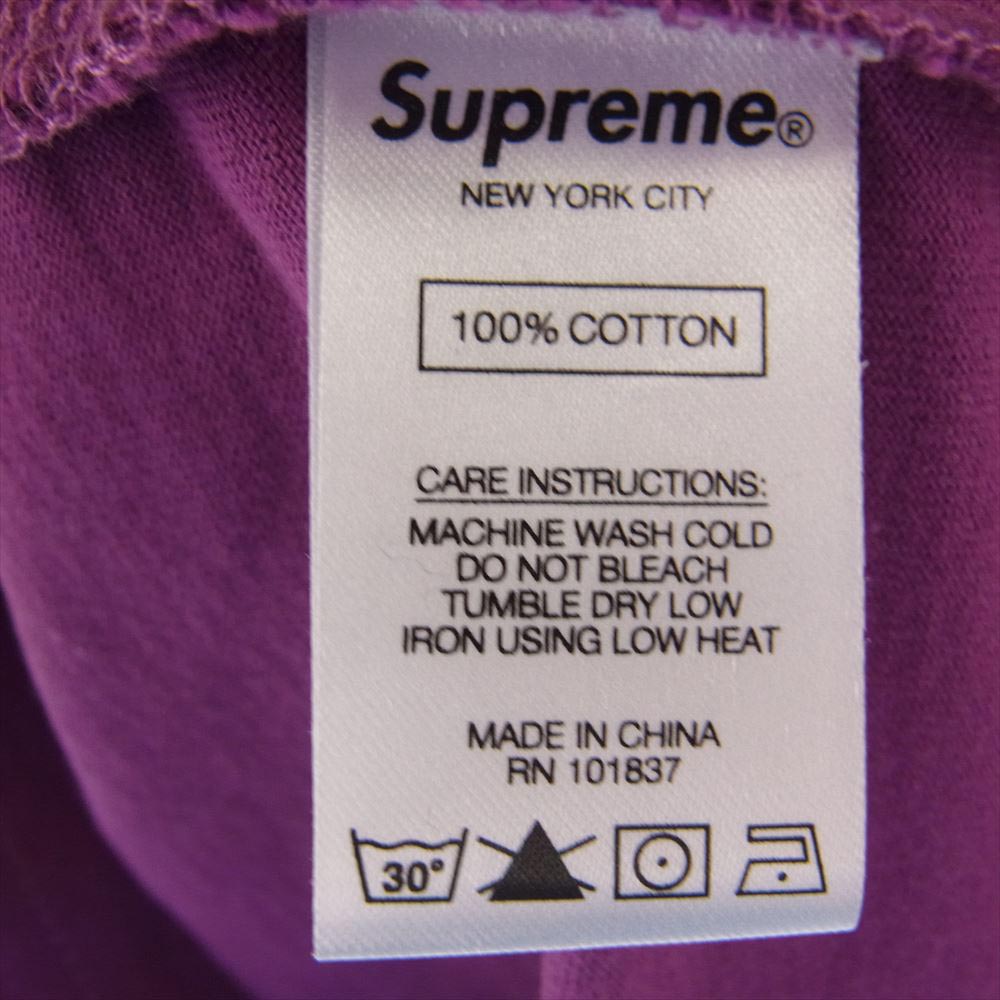 Supreme®
NEW YORK CITY
100% COTTON
CARE INSTRUCTIONS:
MACHINE WASH COLD
DO NOT BLEACH
TUMBLE DRY LOW
IRON USING LOW HEAT
MADE IN CHINA
RN 101837
30°